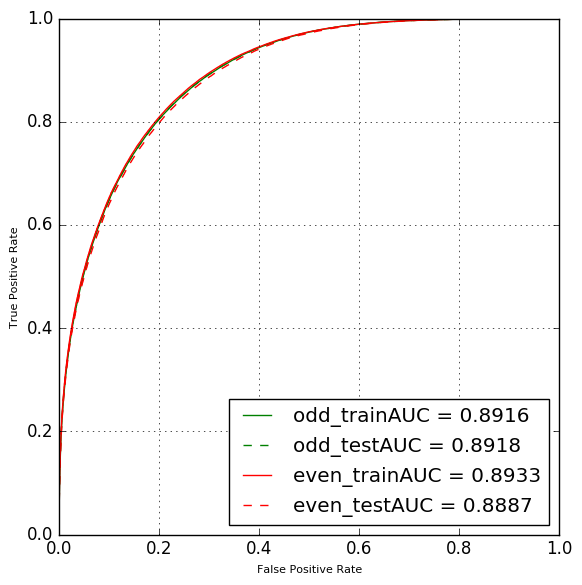 1.0
0.8
0.6
0.4
0.2
0.0
True Positive Rate
odd_trainAUC = 0.8916
odd_testAUC = 0.8918
even_trainAUC = 0.8933
even_testAUC = 0.8887
0.0 0.2 0.4 0.6 0.8 1.0
False Positive Rate